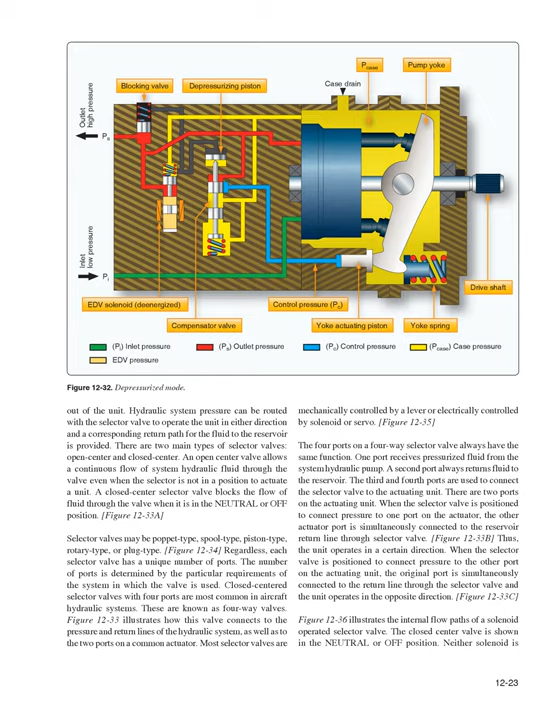 P case
Pump yoke
Blocking valve
Depressurizing piston
Case drain
Outlet
high pressure
Ps
Inlet
low pressure
Pi
Drive shaft
EDV solenoid (deenergized)
Control pressure (Pc)
Compensator valve
Yoke actuating piston
Yoke spring
(Pi) Inlet pressure
(Ps) Outlet pressure
(Pc) Control pressure
(Pcase) Case pressure
EDV pressure
Figure 12-32. Depressurized mode.
out of the unit. Hydraulic system pressure can be routed
with the selector valve to operate the unit in either direction
and a corresponding return path for the fluid to the reservoir
is provided. There are two main types of selector valves:
open-center and closed-center. An open center valve allows
a continuous flow of system hydraulic fluid through the
valve even when the selector is not in a position to actuate
a unit. A closed-center selector valve blocks the flow of
fluid through the valve when it is in the NEUTRAL or OFF
position. [Figure 12-33A]
Selector valves may be poppet-type, spool-type, piston-type,
rotary-type, or plug-type. [Figure 12-34] Regardless, each
selector valve has a unique number of ports. The number
of ports is determined by the particular requirements of
the system in which the valve is used. Closed-centered
selector valves with four ports are most common in aircraft
hydraulic systems. These are known as four-way valves.
Figure 12-33 illustrates how this valve connects to the
pressure and return lines of the hydraulic system, as well as to
the two ports on a common actuator. Most selector valves are
mechanically controlled by a lever or electrically controlled
by solenoid or servo. [Figure 12-35]
The four ports on a four-way selector valve always have the
same function. One port receives pressurized fluid from the
system hydraulic pump. A second port always returns fluid to
the reservoir. The third and fourth ports are used to connect
the selector valve to the actuating unit. There are two ports
on the actuating unit. When the selector valve is positioned
to connect pressure to one port on the actuator, the other
actuator port is simultaneously connected to the reservoir
return line through selector valve. [Figure 12-33B] Thus,
the unit operates in a certain direction. When the selector
valve is positioned to connect pressure to the other port
on the actuating unit, the original port is simultaneously
connected to the return line through the selector valve and
the unit operates in the opposite direction. [Figure 12-33C]
Figure 12-36 illustrates the internal flow paths of a solenoid
operated selector valve. The closed center valve is shown
in the NEUTRAL or OFF position. Neither solenoid is
12-23